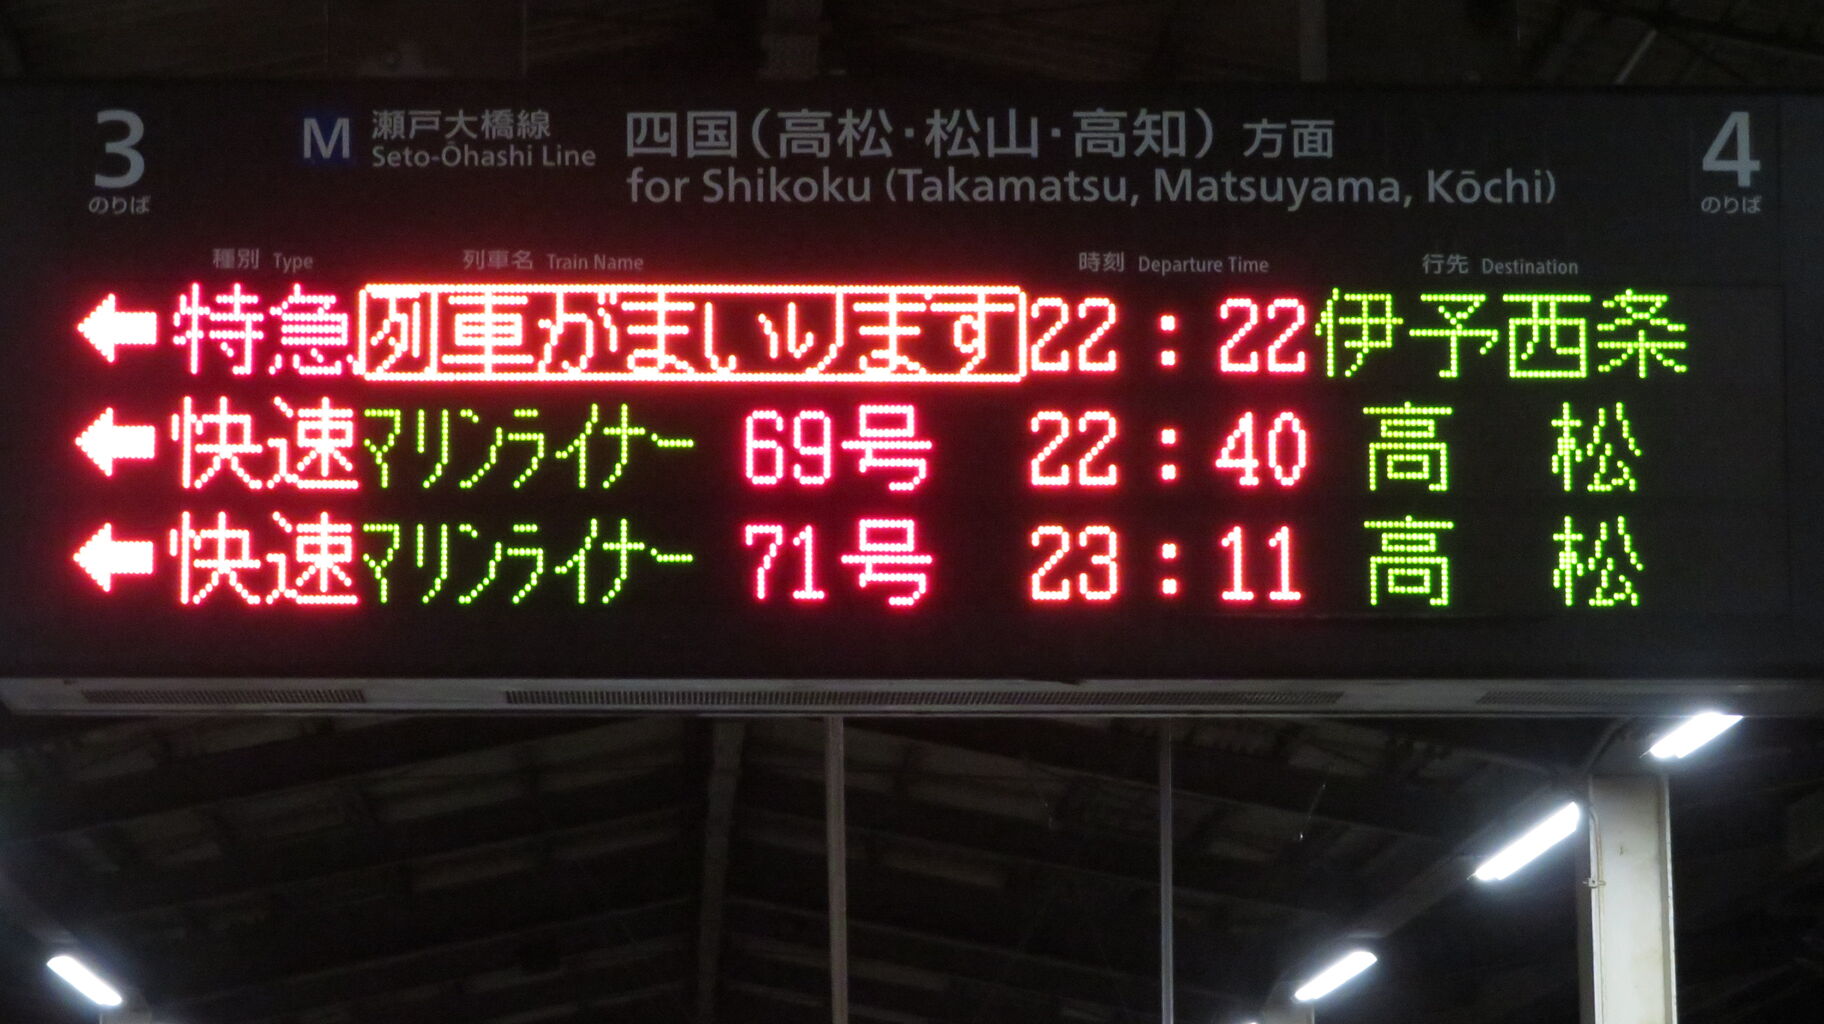 3 のりば
M 瀬戸大橋線 四国(高松・松山・高知)方面
Seto-Ōhashi Line
for Shikoku (Takamatsu, Matsuyama, Kōchi)
4 のりば
種別 Type 列車名 Train Name 時刻 Departure Time 行先 Destination
← 特急 列車がまいります 22:22 伊予西条
← 快速 マリンライナー 69号 22:40 高松
← 快速 マリンライナー 71号 23:11 高松